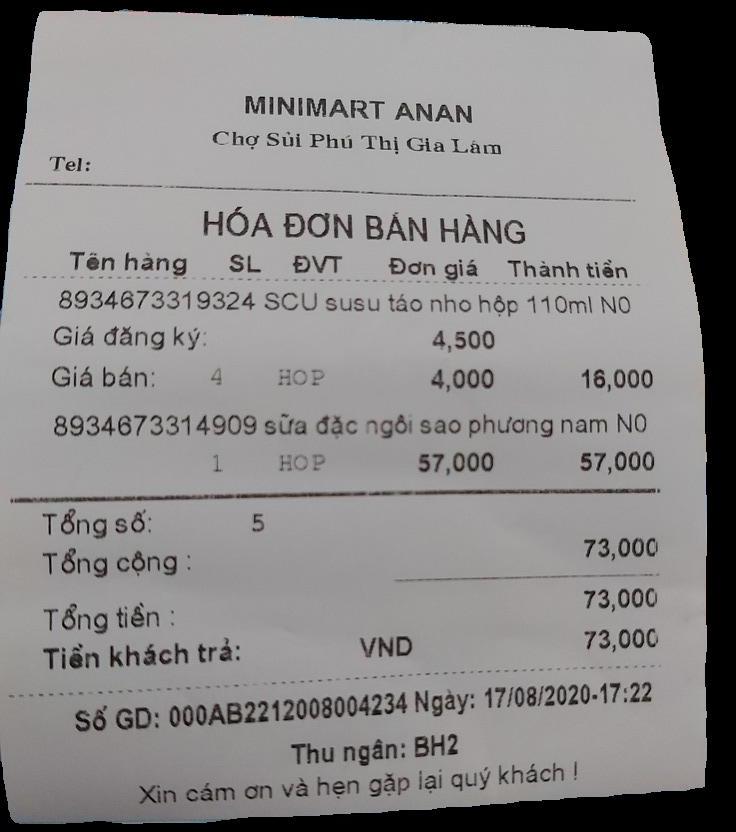 MINIMART ANAN
Chợ Sủi Phú Thị Gia Lâm
Tel:
HÓA ĐƠN BÁN HÀNG
Tên hàng SL ĐVT Đơn giá Thành tiền
8934673319324 SCU susu táo nho hộp 110ml N0
Giá đăng ký: 4,500
Giá bán: 4 HOP 4,000 16,000
8934673314909 sữa đặc ngôi sao phương nam N0
1 HOP 57,000 57,000
Tổng số: 5
Tổng cộng : 73,000
Tổng tiền : 73,000
Tiền khách trả: VND 73,000
Số GD: 000AB2212008004234 Ngày: 17/08/2020-17:22
Thu ngân: BH2
Xin cám ơn và hẹn gặp lại quý khách !